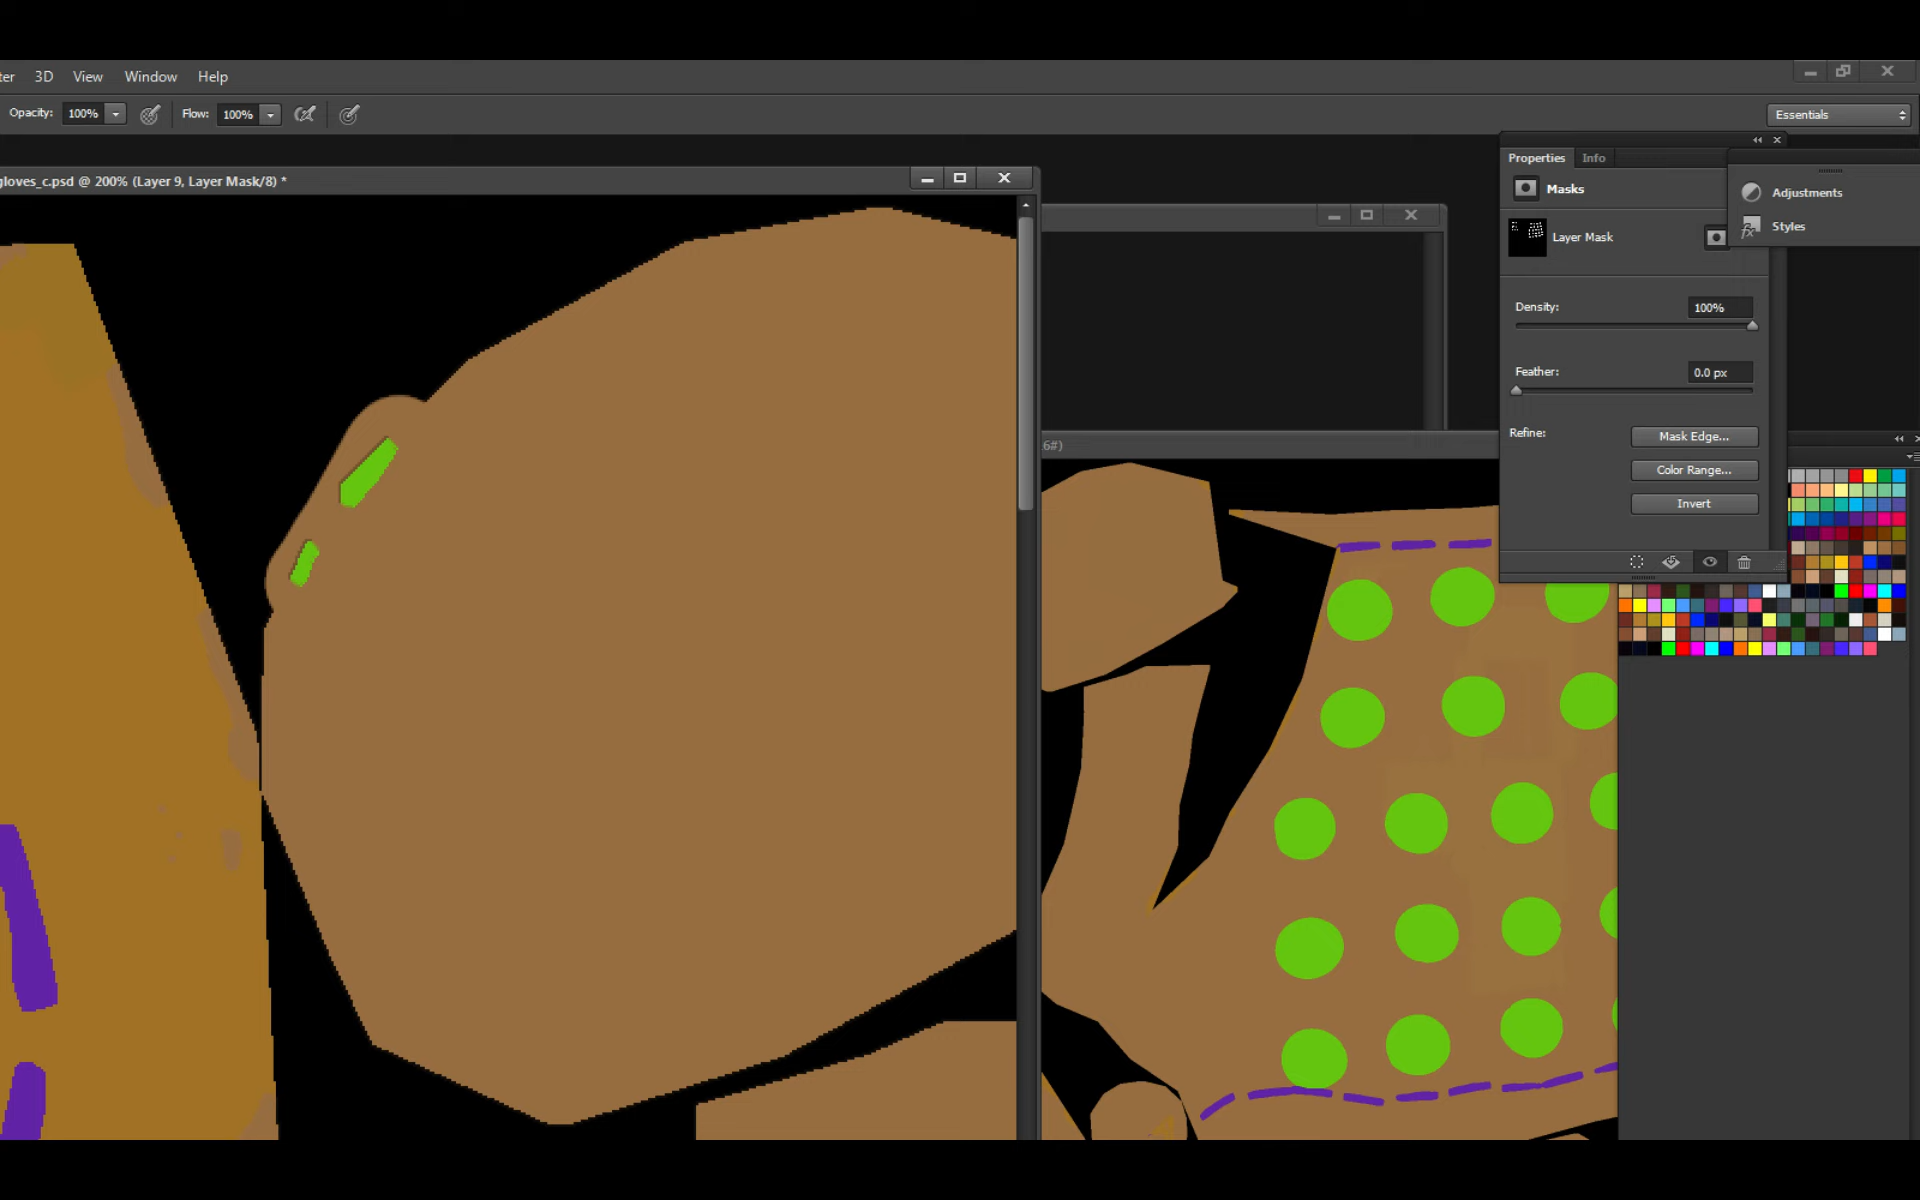 ter 3D View Window Help
Opacity: 100% Flow: 100% Essentials
gloves_c.psd @ 200% (Layer 9, Layer Mask/8) *
Properties Info
Masks
Adjustments
Layer Mask
Styles
Density: 100%
Feather: 0.0 px
Refine:
Mask Edge...
6#)
Color Range...
Invert